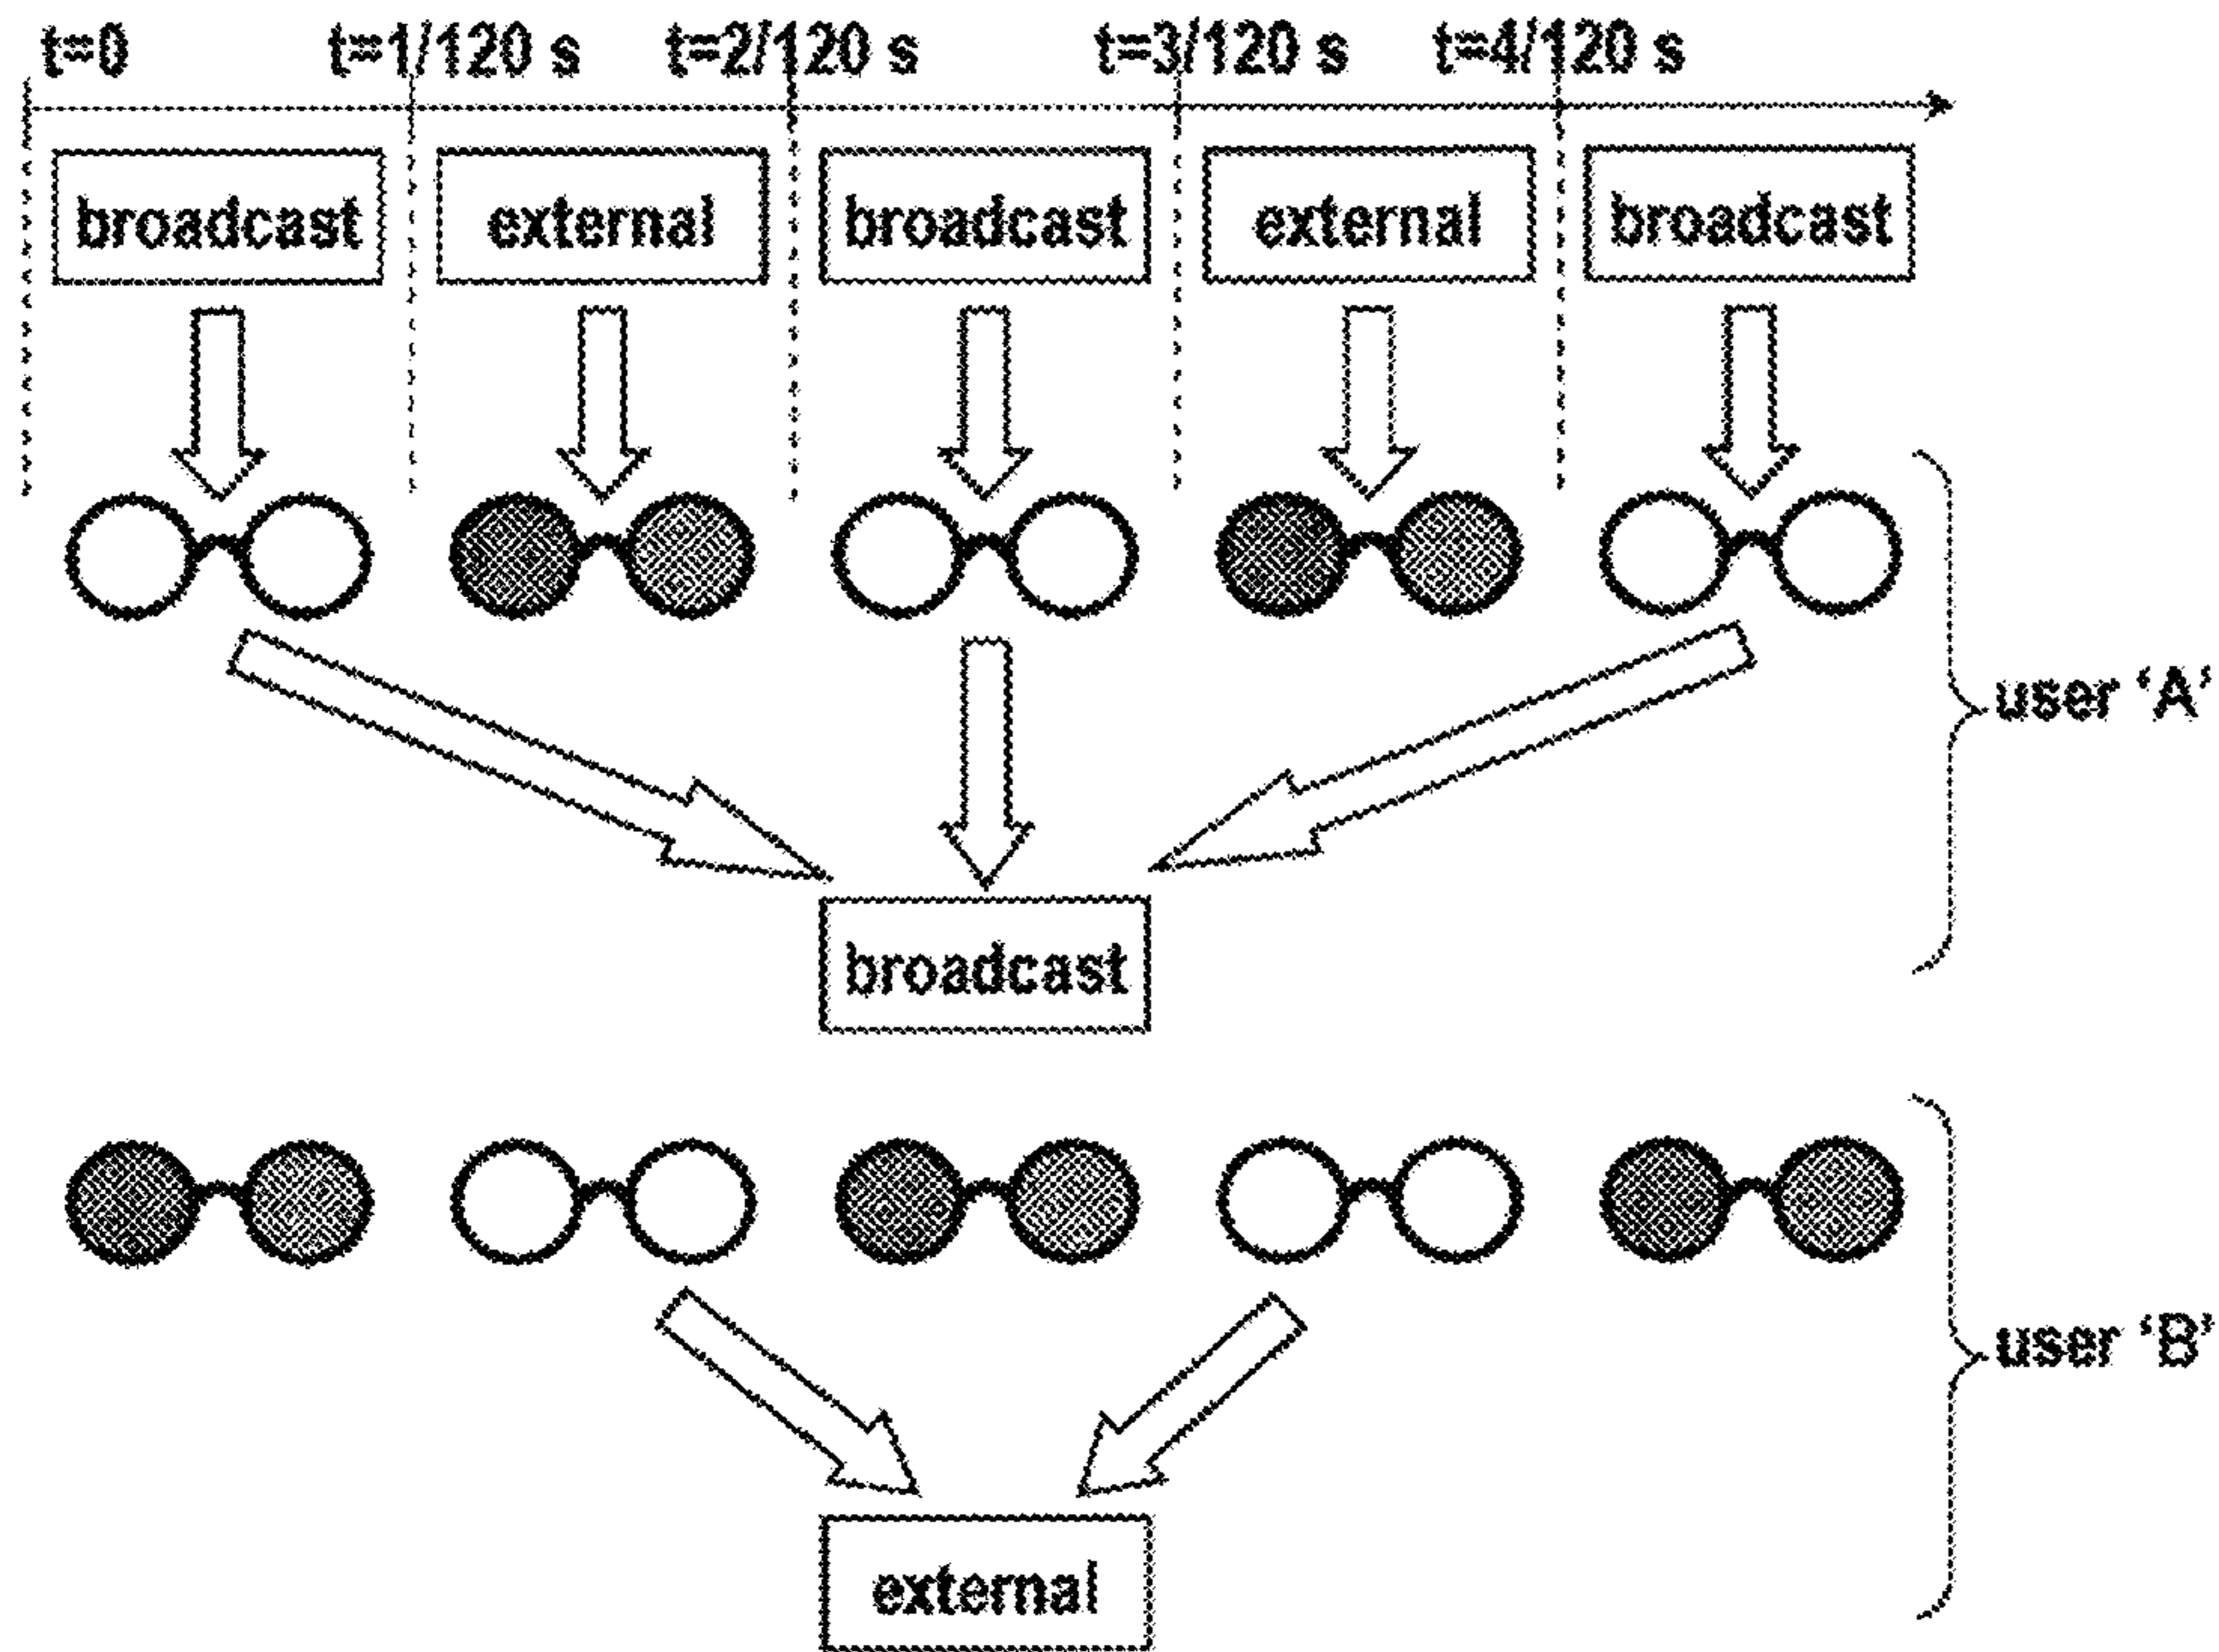 t=0 t=1/120 s t=2/120 s t=3/120 s t=4/120 s
broadcast external broadcast external broadcast
user ‘A’
broadcast
user ‘B’
external